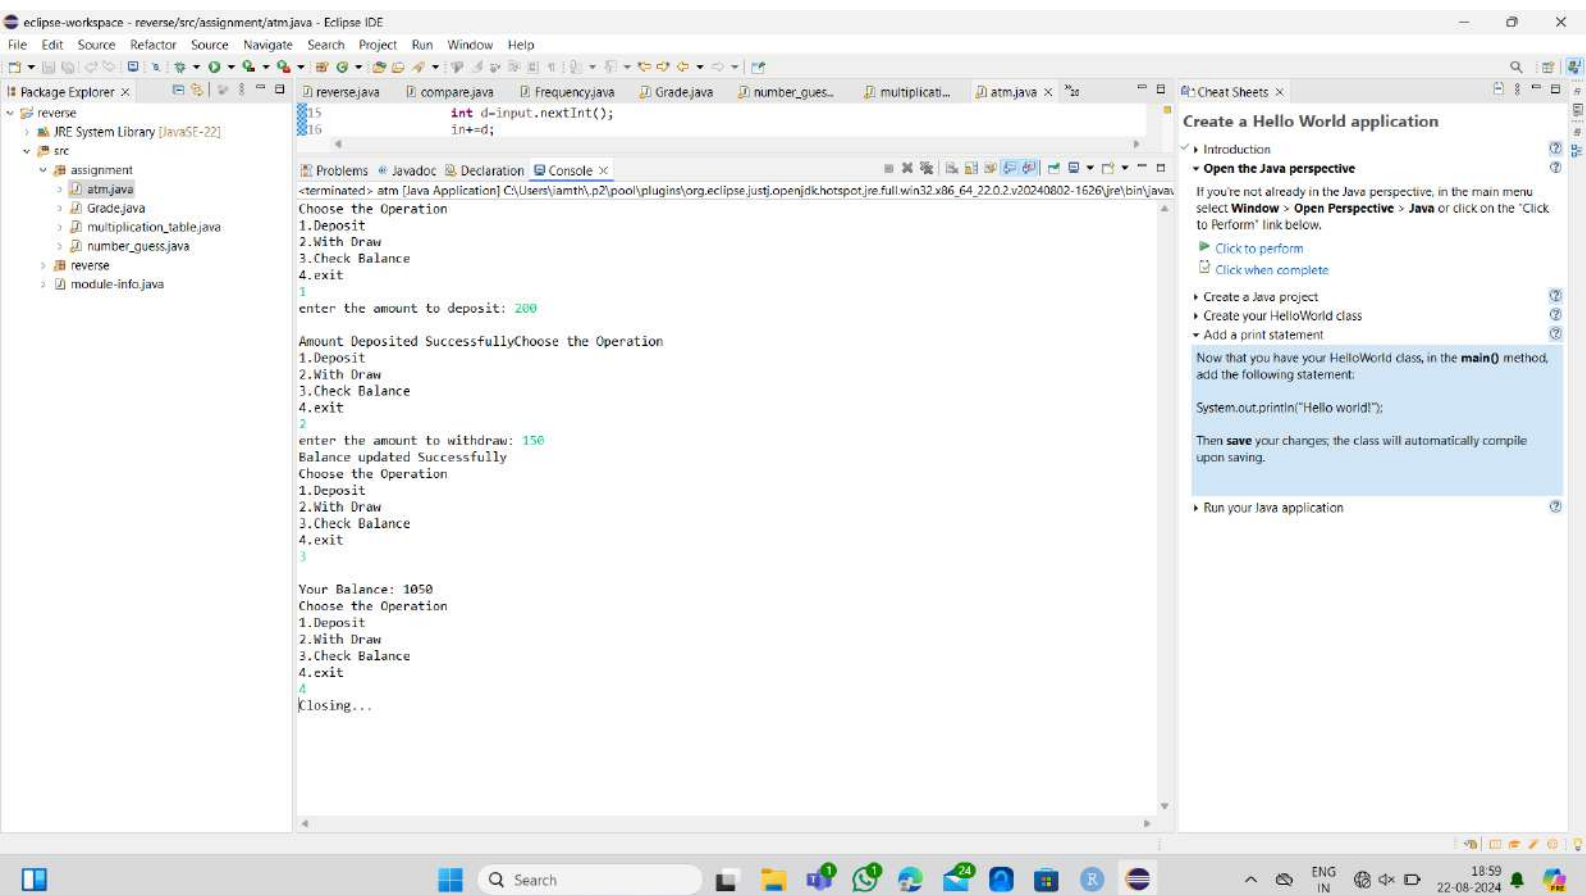 eclipse-workspace - reverse/src/assignment/atm.java - Eclipse IDE
File Edit Source Refactor Source Navigate Search Project Run Window Help
Package Explorer
reverse
JRE System Library [JavaSE-22]
src
assignment
atm.java
Grade.java
multiplication_table.java
number_guess.java
reverse
module-info.java
reverse.java compare.java Frequency.java Grade.java number_gues... multiplicati... atm.java
15 int d=input.nextInt();
16 in+=d;
Problems Javadoc Declaration Console
<terminated> atm [Java Application] C:\Users\iamth\.p2\pool\plugins\org.eclipse.justj.openjdk.hotspot.jre.full.win32.x86_64_22.0.2.v20240802-1626\jre\bin\javaw
Choose the Operation
1.Deposit
2.With Draw
3.Check Balance
4.exit
1
enter the amount to deposit: 200
Amount Deposited SuccessfullyChoose the Operation
1.Deposit
2.With Draw
3.Check Balance
4.exit
2
enter the amount to withdraw: 150
Balance updated Successfully
Choose the Operation
1.Deposit
2.With Draw
3.Check Balance
4.exit
3
Your Balance: 1050
Choose the Operation
1.Deposit
2.With Draw
3.Check Balance
4.exit
4
Closing...
Cheat Sheets
Create a Hello World application
Introduction
Open the Java perspective
If you're not already in the Java perspective, in the main menu
select Window > Open Perspective > Java or click on the "Click
to Perform" link below.
Click to perform
Click when complete
Create a Java project
Create your HelloWorld class
Add a print statement
Now that you have your HelloWorld class, in the main() method,
add the following statement:
System.out.println("Hello world!");
Then save your changes; the class will automatically compile
upon saving.
Run your Java application
Search
1
1
24
R
ENG
IN
18:59
22-08-2024
PRE